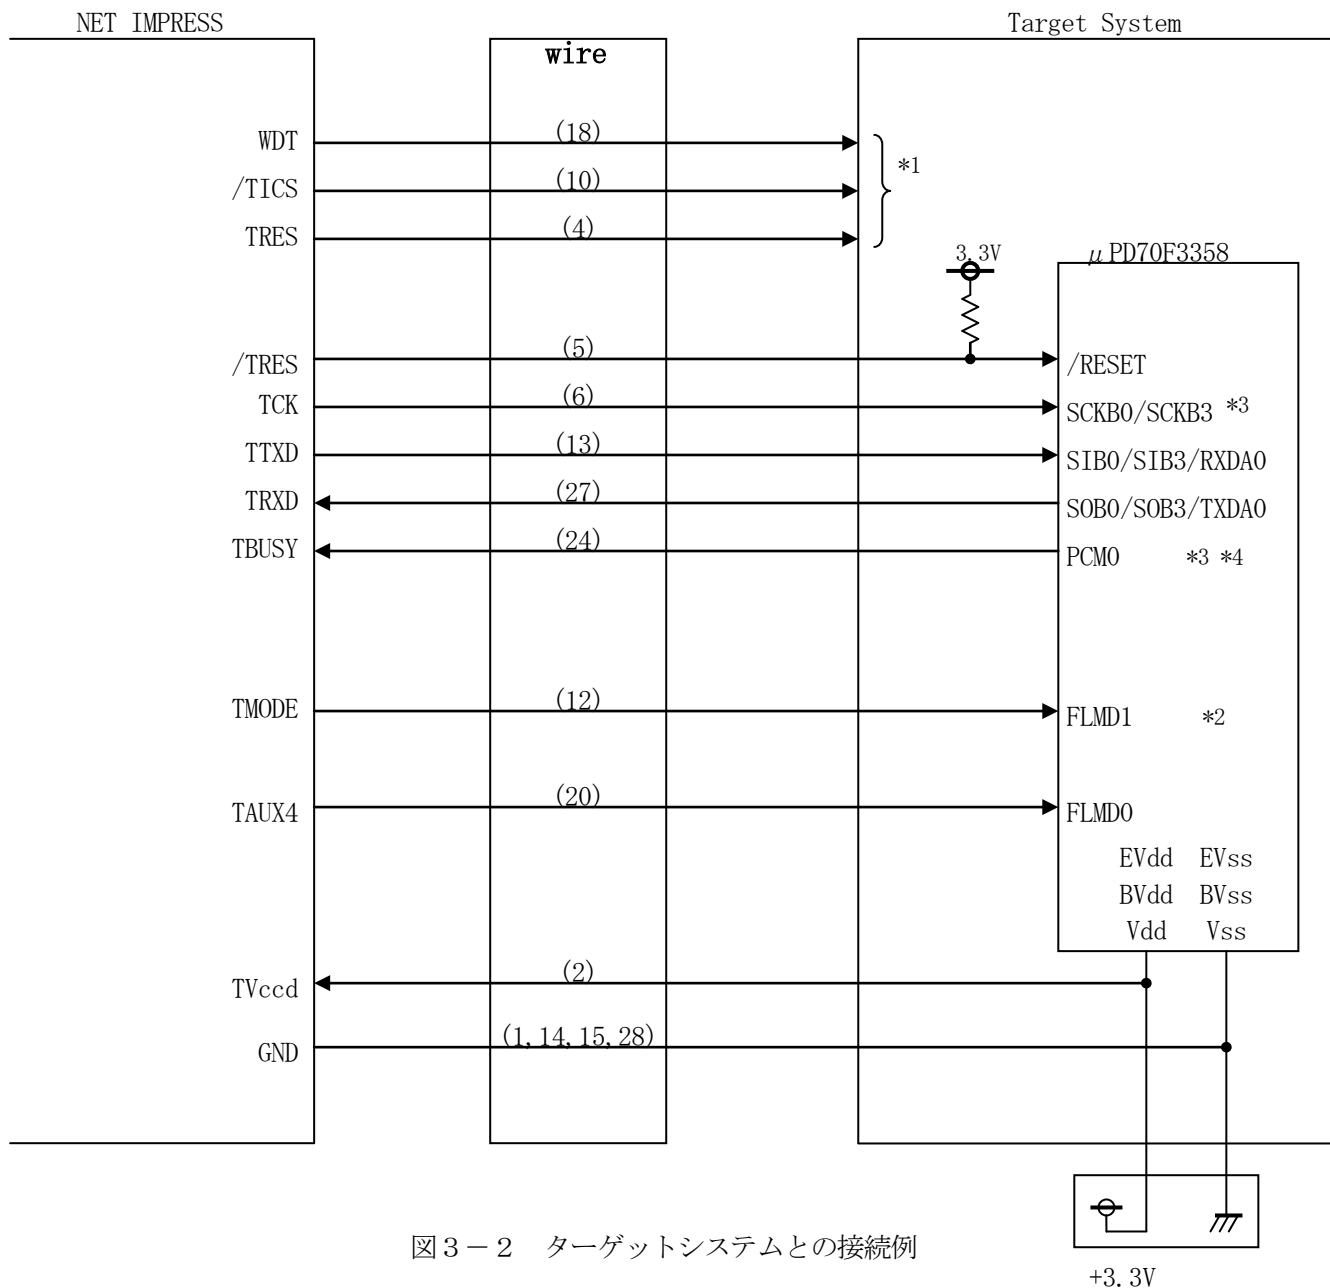 NET IMPRESS
Target System
wire
WDT (18)
/TICS (10) *1
TRES (4)
3.3V μPD70F3358
/TRES (5) /RESET
TCK (6) SCKB0/SCKB3 *3
TTXD (13) SIB0/SIB3/RXDA0
TRXD (27) SOB0/SOB3/TXDA0
TBUSY (24) PCM0 *3 *4
TMODE (12) FLMD1 *2
TAUX4 (20) FLMD0
EVdd EVss
BVdd BVss
Vdd Vss
TVccd (2)
GND (1,14,15,28)
図3-2 ターゲットシステムとの接続例
+3.3V